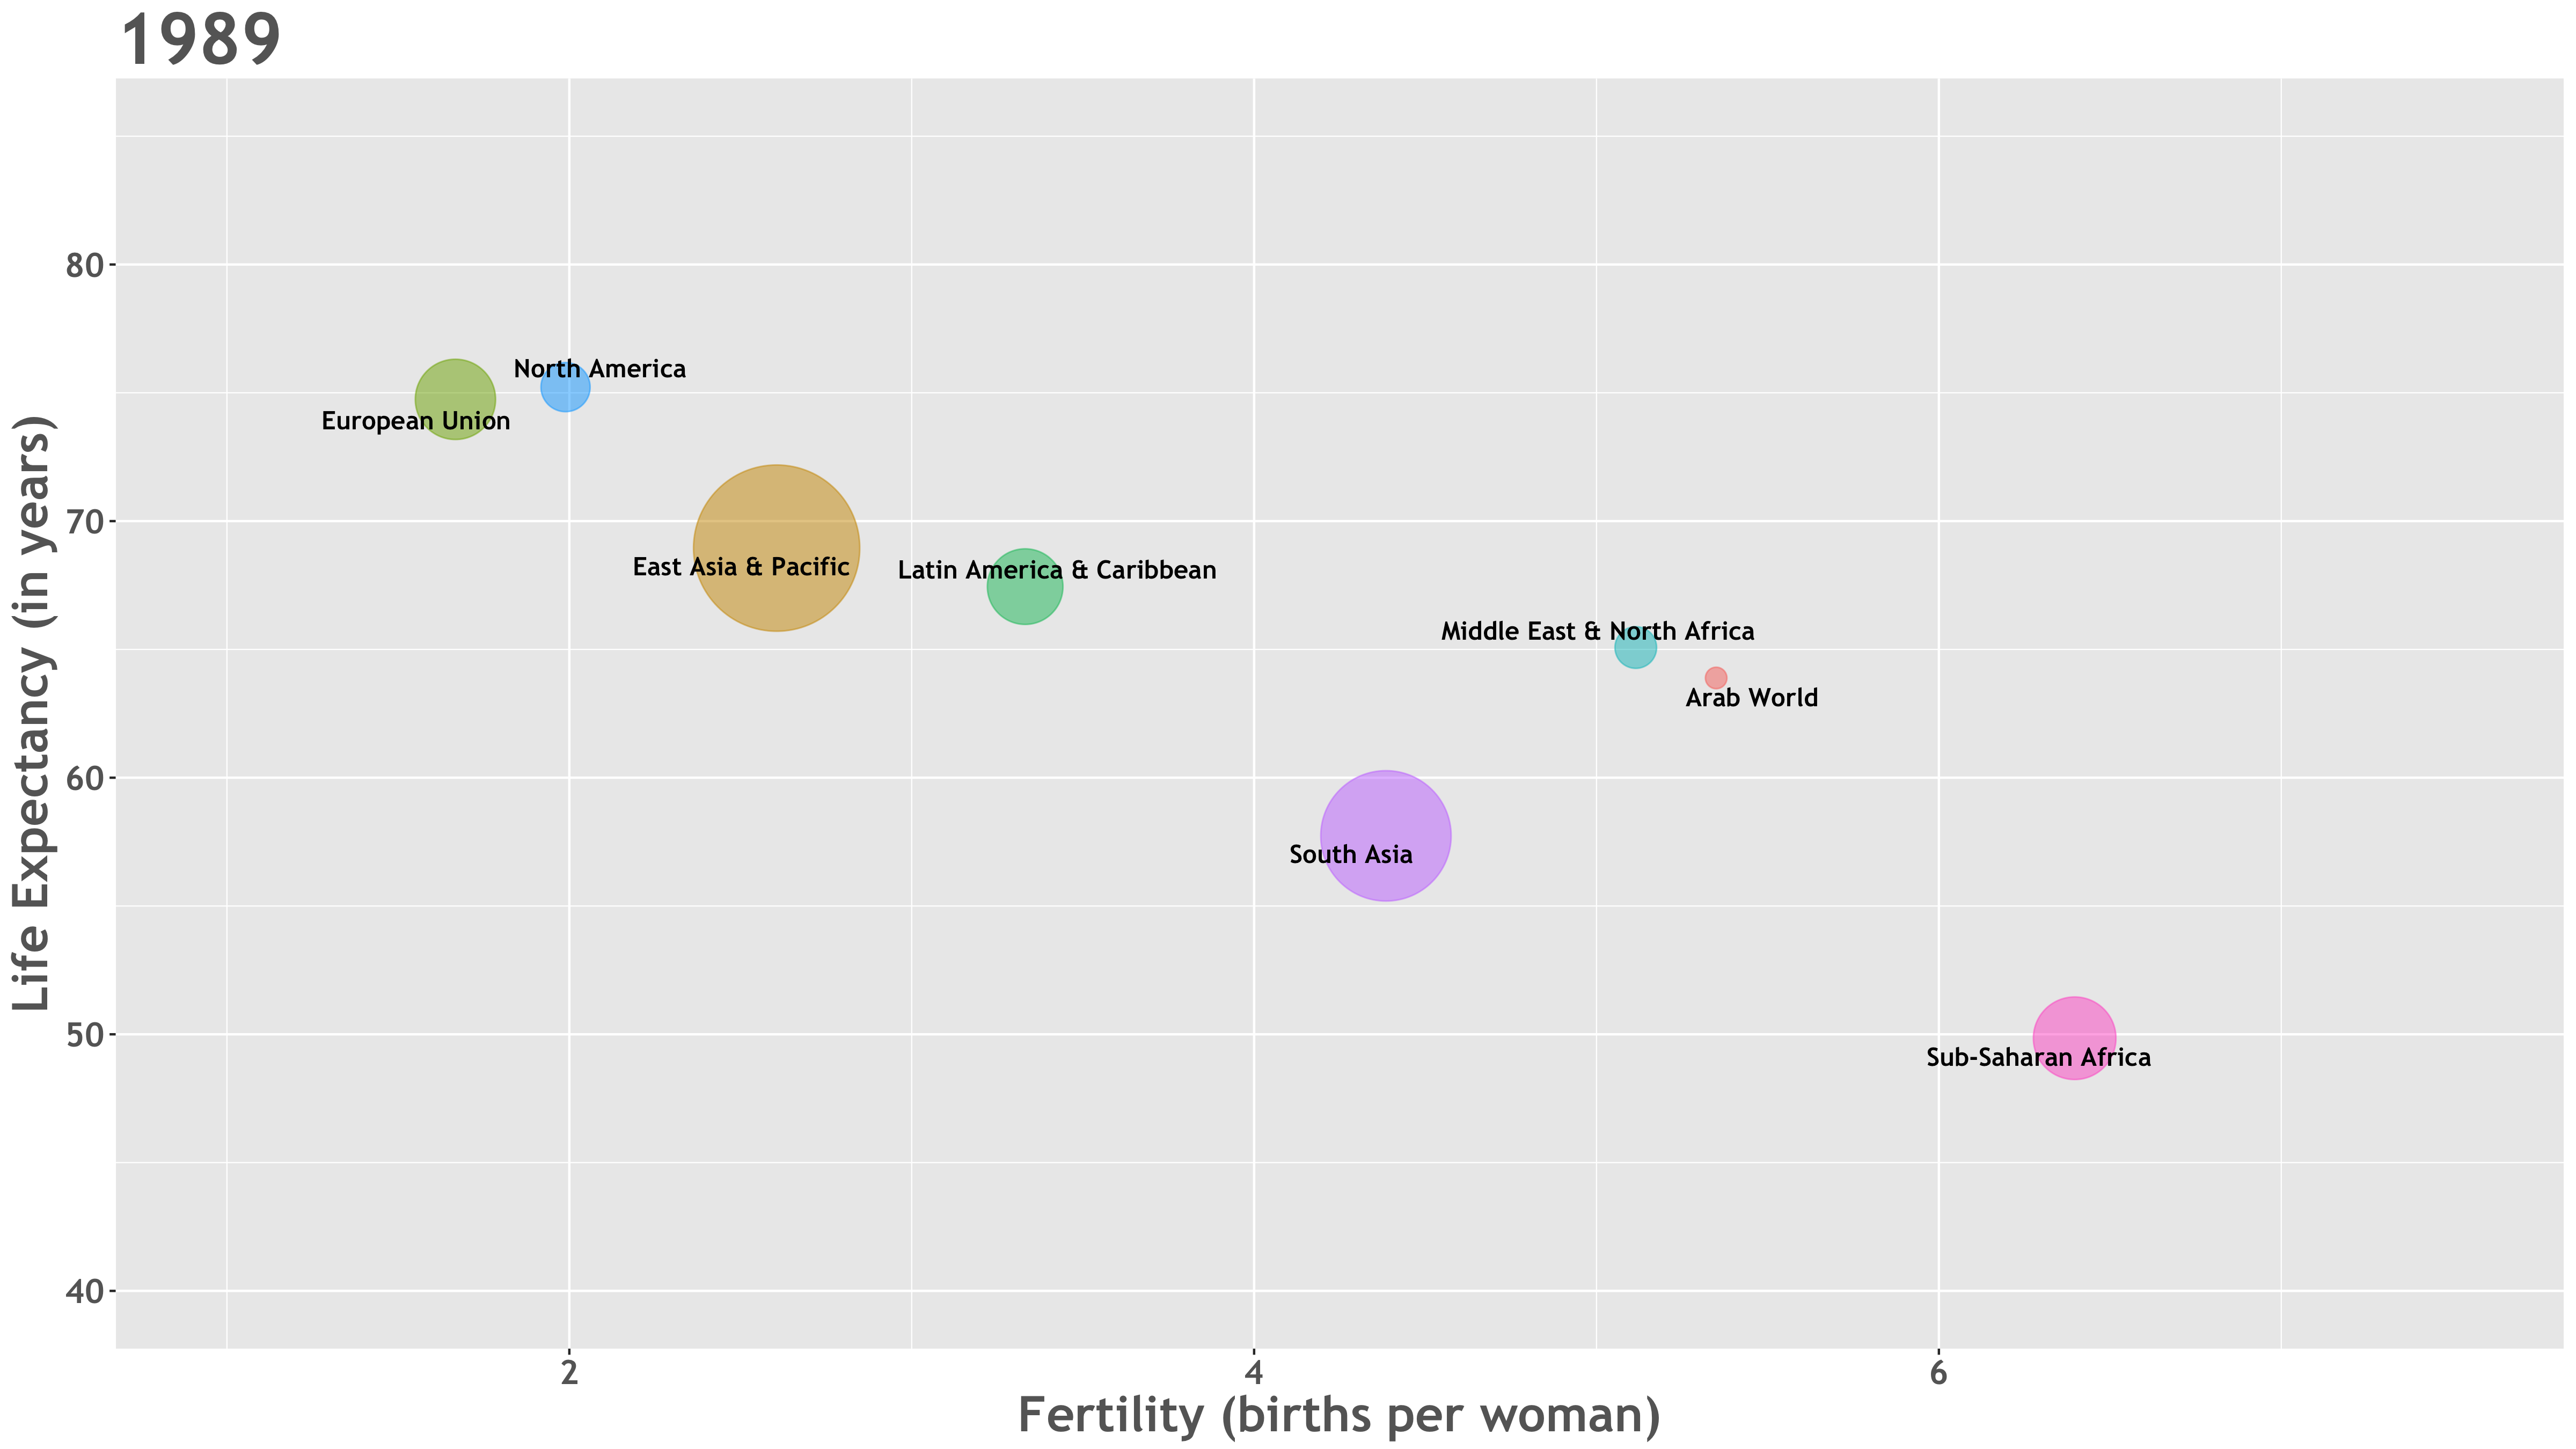 1989
80
North America
European Union
70
East Asia & Pacific
Latin America & Caribbean
Middle East & North Africa
Arab World
60
South Asia
50
Sub-Saharan Africa
40
2
4
6
Fertility (births per woman)
Life Expectancy (in years)